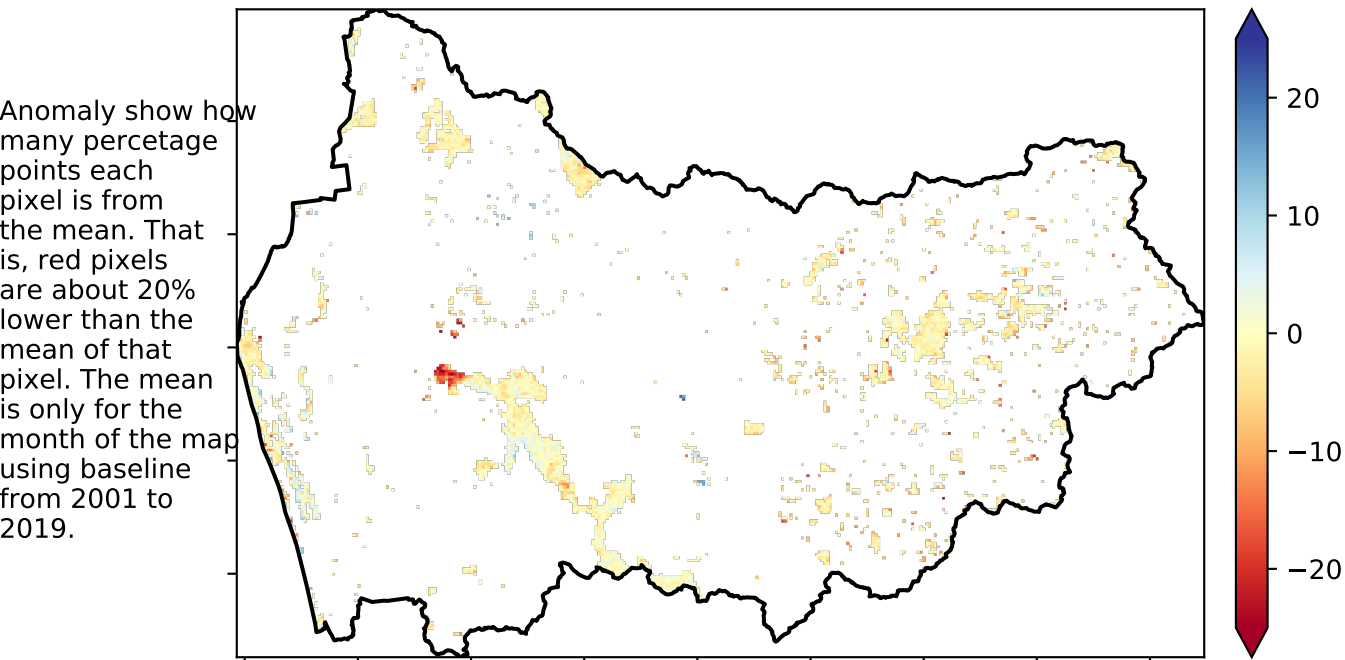 Anomaly show how
many percetage
points each
pixel is from
the mean. That
is, red pixels
are about 20%
lower than the
mean of that
pixel. The mean
is only for the
month of the map
using baseline
from 2001 to
2019.
20
10
0
−10
−20